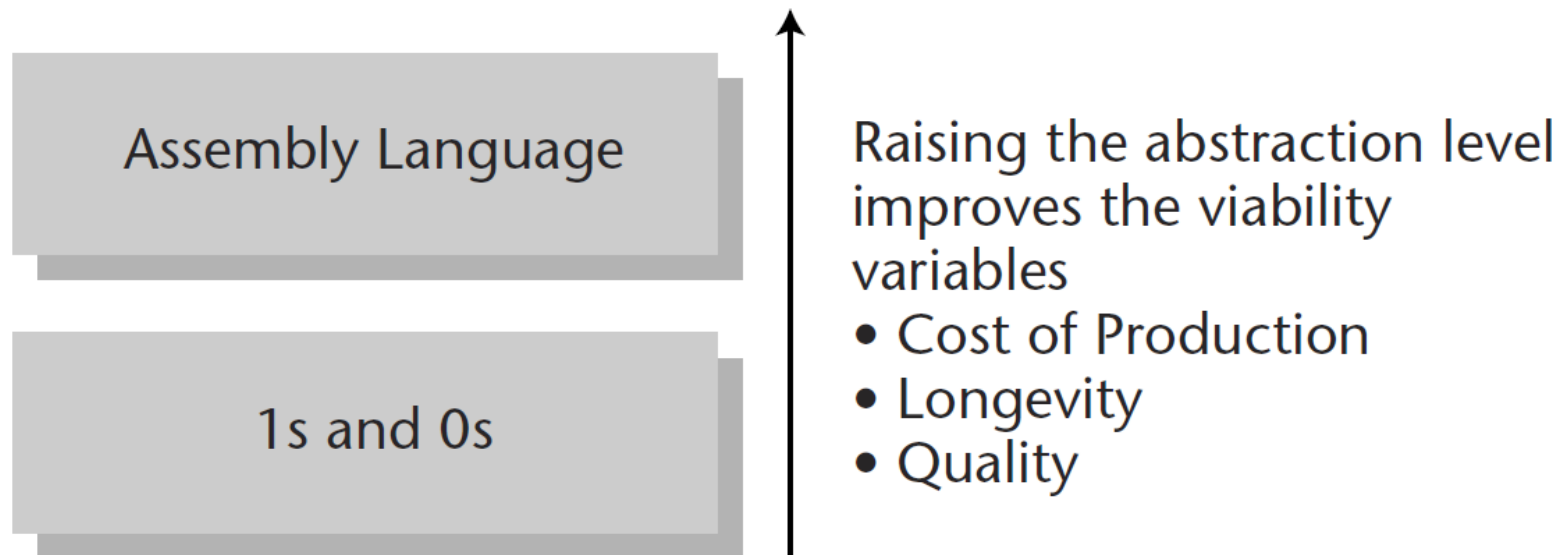 Assembly Language
1s and 0s
Raising the abstraction level
improves the viability
variables
• Cost of Production
• Longevity
• Quality